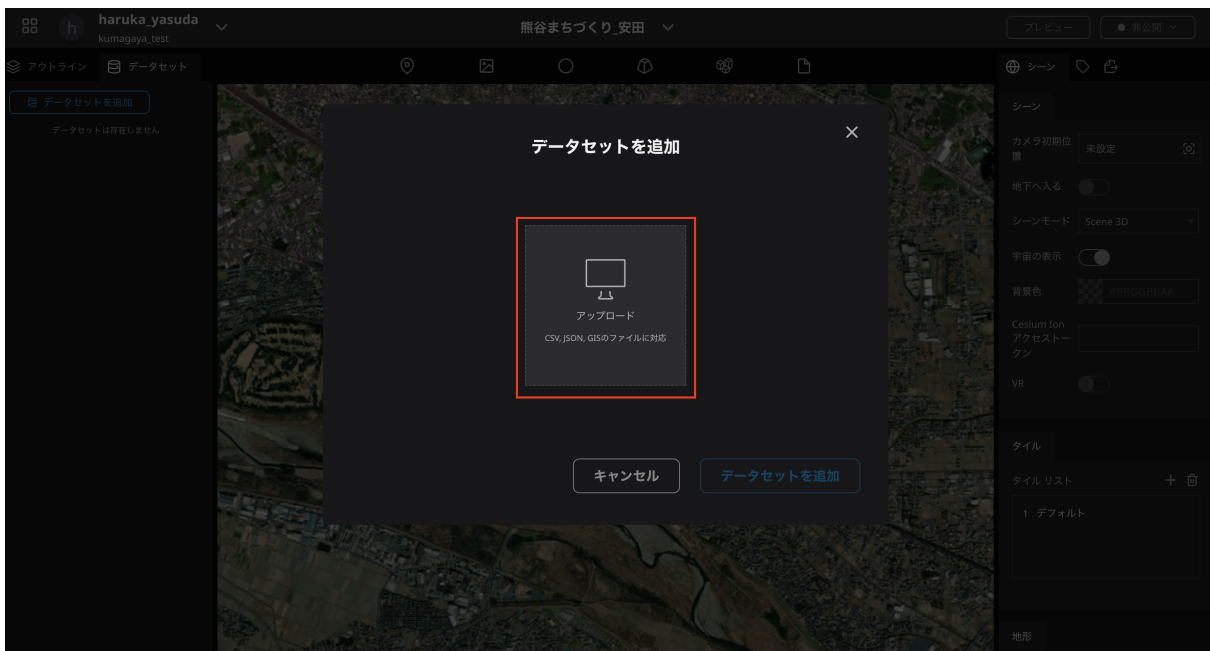 h haruka_yasuda
kumagaya_test
熊谷まちづくり_安田
プレビュー
非公開
アウトライン
データセット
シーン
データセットを追加
データセットは存在しません
データセットを追加
アップロード
CSV, JSON, GISのファイルに対応
キャンセル
データセットを追加
シーン
カメラ初期位
置
未設定
地下へ入る
シーンモード
Scene 3D
宇宙の表示
背景色
#RRGGBBAA
Cesium Ion
アクセストー
クン
VR
タイル
タイル リスト
1 デフォルト
地形